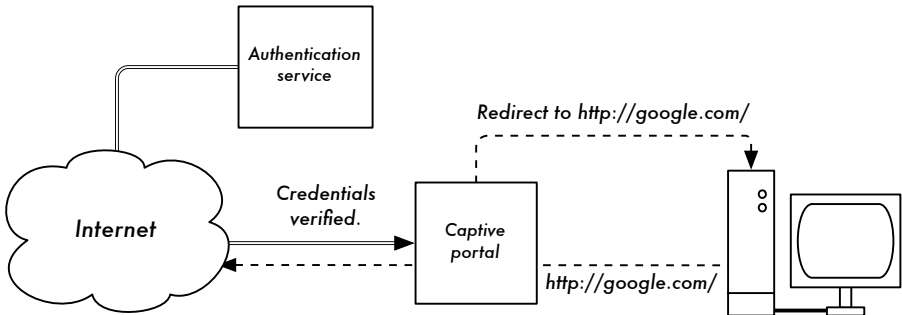 Authentication
service
Redirect to http://google.com/
Credentials
verified.
Internet
Captive
portal
http://google.com/